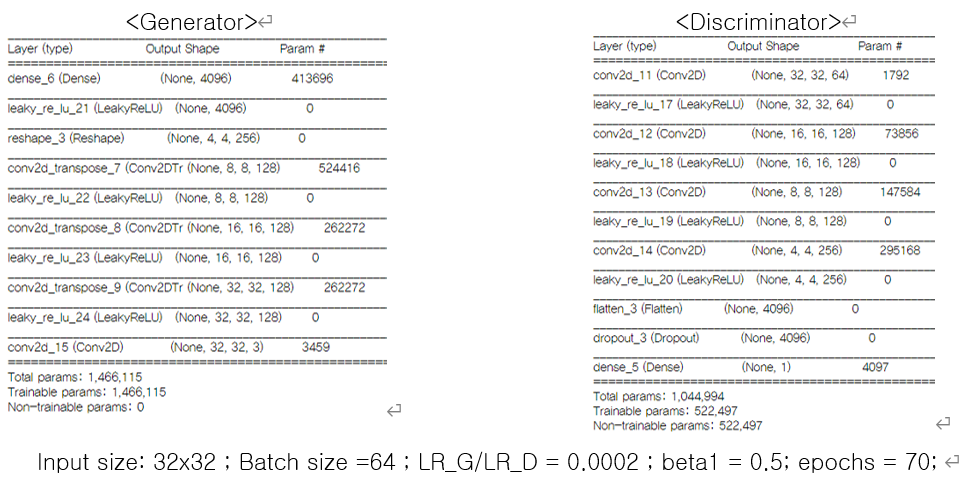 <Generator>
Layer (type) Output Shape Param #
dense_6 (Dense) (None, 4096) 413696
leaky_re_lu_21 (LeakyReLU) (None, 4096) 0
reshape_3 (Reshape) (None, 4, 4, 256) 0
conv2d_transpose_7 (Conv2DTr (None, 8, 8, 128) 524416
leaky_re_lu_22 (LeakyReLU) (None, 8, 8, 128) 0
conv2d_transpose_8 (Conv2DTr (None, 16, 16, 128) 262272
leaky_re_lu_23 (LeakyReLU) (None, 16, 16, 128) 0
conv2d_transpose_9 (Conv2DTr (None, 32, 32, 128) 262272
leaky_re_lu_24 (LeakyReLU) (None, 32, 32, 128) 0
conv2d_15 (Conv2D) (None, 32, 32, 3) 3459
Total params: 1,466,115
Trainable params: 1,466,115
Non-trainable params: 0
<Discriminator>
Layer (type) Output Shape Param #
conv2d_11 (Conv2D) (None, 32, 32, 64) 1792
leaky_re_lu_17 (LeakyReLU) (None, 32, 32, 64) 0
conv2d_12 (Conv2D) (None, 16, 16, 128) 73856
leaky_re_lu_18 (LeakyReLU) (None, 16, 16, 128) 0
conv2d_13 (Conv2D) (None, 8, 8, 128) 147584
leaky_re_lu_19 (LeakyReLU) (None, 8, 8, 128) 0
conv2d_14 (Conv2D) (None, 4, 4, 256) 295168
leaky_re_lu_20 (LeakyReLU) (None, 4, 4, 256) 0
flatten_3 (Flatten) (None, 4096) 0
dropout_3 (Dropout) (None, 4096) 0
dense_5 (Dense) (None, 1) 4097
Total params: 1,044,994
Trainable params: 522,497
Non-trainable params: 522,497
Input size: 32x32 ; Batch size =64 ; LR_G/LR_D = 0.0002 ; beta1 = 0.5; epochs = 70;